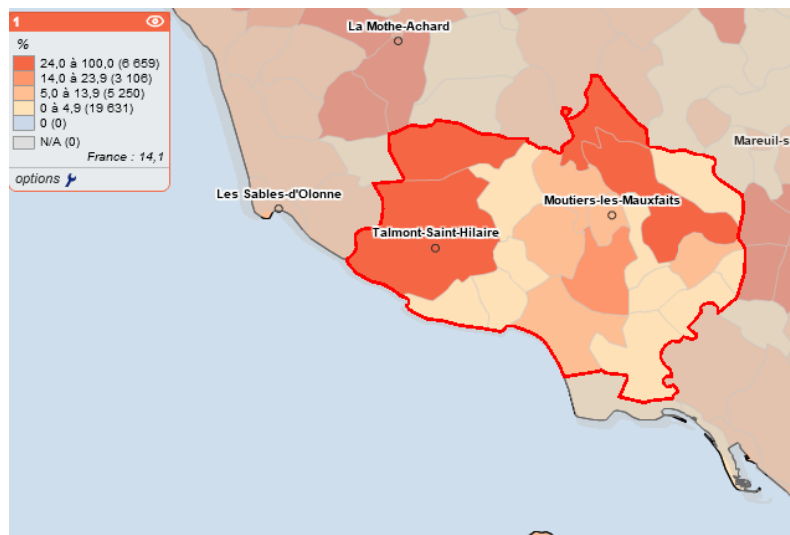 1
%
24,0 à 100,0 (6 659)
14,0 à 23,9 (3 106)
5,0 à 13,9 (5 250)
0 à 4,9 (19 631)
0 (0)
N/A (0)
France : 14,1
options
La Mothe-Achard
Mareuil-s
Les Sables-d'Olonne
Moutiers-les-Mauxfaits
Talmont-Saint-Hilaire